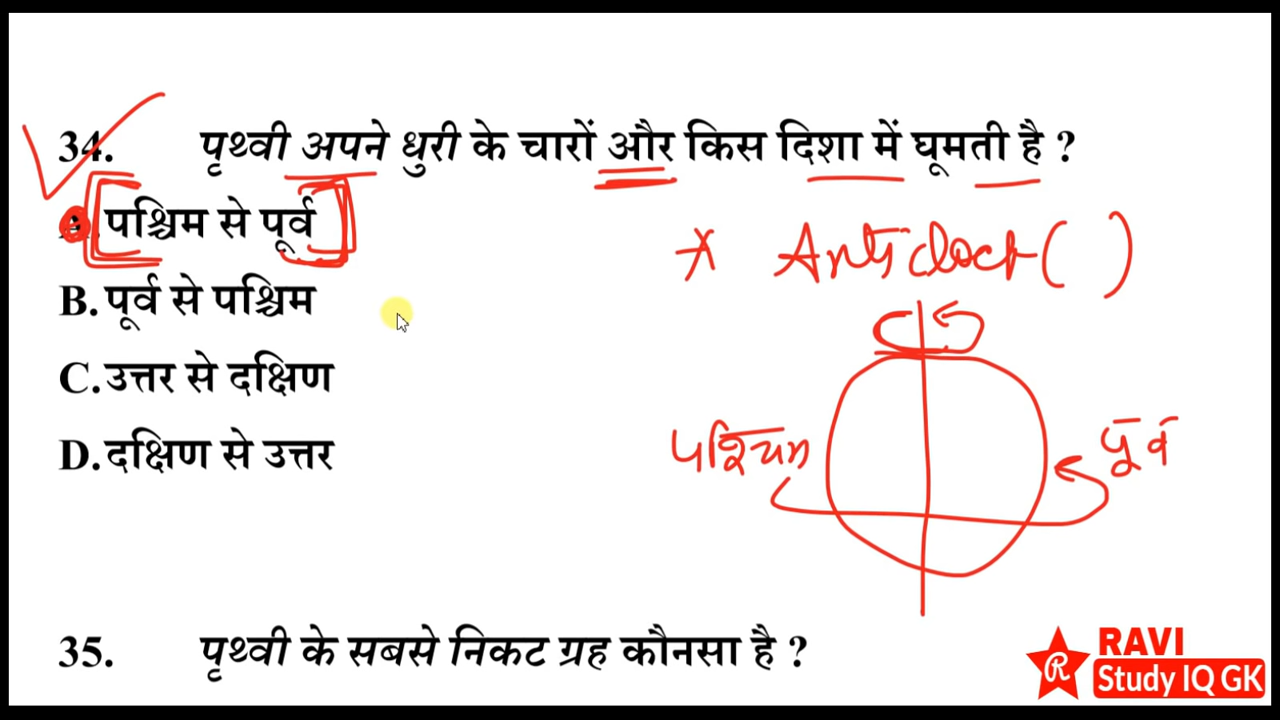 34. पृथ्वी अपने धुरी के चारों और किस दिशा में घूमती है ?
A. पश्चिम से पूर्व
* Anticlock ( )
B. पूर्व से पश्चिम
C. उत्तर से दक्षिण
पश्चिम पूर्व
D. दक्षिण से उत्तर
35. पृथ्वी के सबसे निकट ग्रह कौनसा है ?
R
RAVI
Study IQ GK